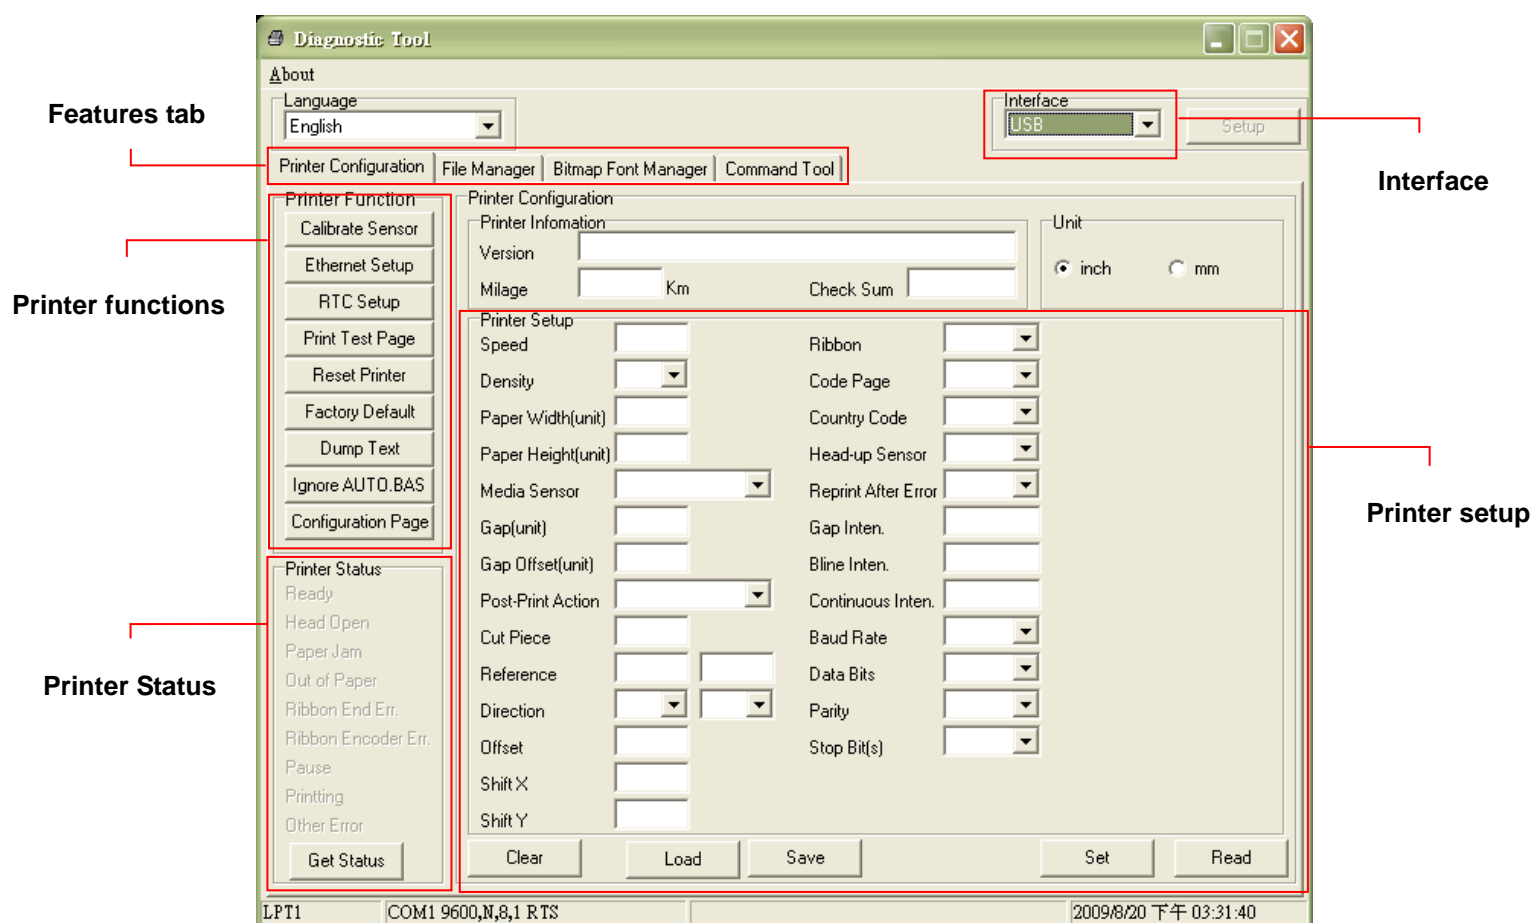 Diagnostic Tool
About
Language
English
Interface
USB
Setup
Features tab
Interface
Printer Configuration
File Manager
Bitmap Font Manager
Command Tool
Printer Function
Calibrate Sensor
Ethernet Setup
RTC Setup
Print Test Page
Reset Printer
Factory Default
Dump Text
Ignore AUTO.BAS
Configuration Page
Printer functions
Printer Status
Ready
Head Open
Paper Jam
Out of Paper
Ribbon End Err.
Ribbon Encoder Err.
Pause
Printting
Other Error
Get Status
Printer Status
Printer Configuration
Printer Infomation
Version
Milage
Km
Check Sum
Unit
inch
mm
Printer Setup
Speed
Density
Paper Width(unit)
Paper Height(unit)
Media Sensor
Gap(unit)
Gap Offset(unit)
Post-Print Action
Cut Piece
Reference
Direction
Offset
Shift X
Shift Y
Ribbon
Code Page
Country Code
Head-up Sensor
Reprint After Error
Gap Inten.
Bline Inten.
Continuous Inten.
Baud Rate
Data Bits
Parity
Stop Bit(s)
Printer setup
Clear
Load
Save
Set
Read
LPT1
COM1 9600,N,8,1 RTS
2009/8/20 下午 03:31:40